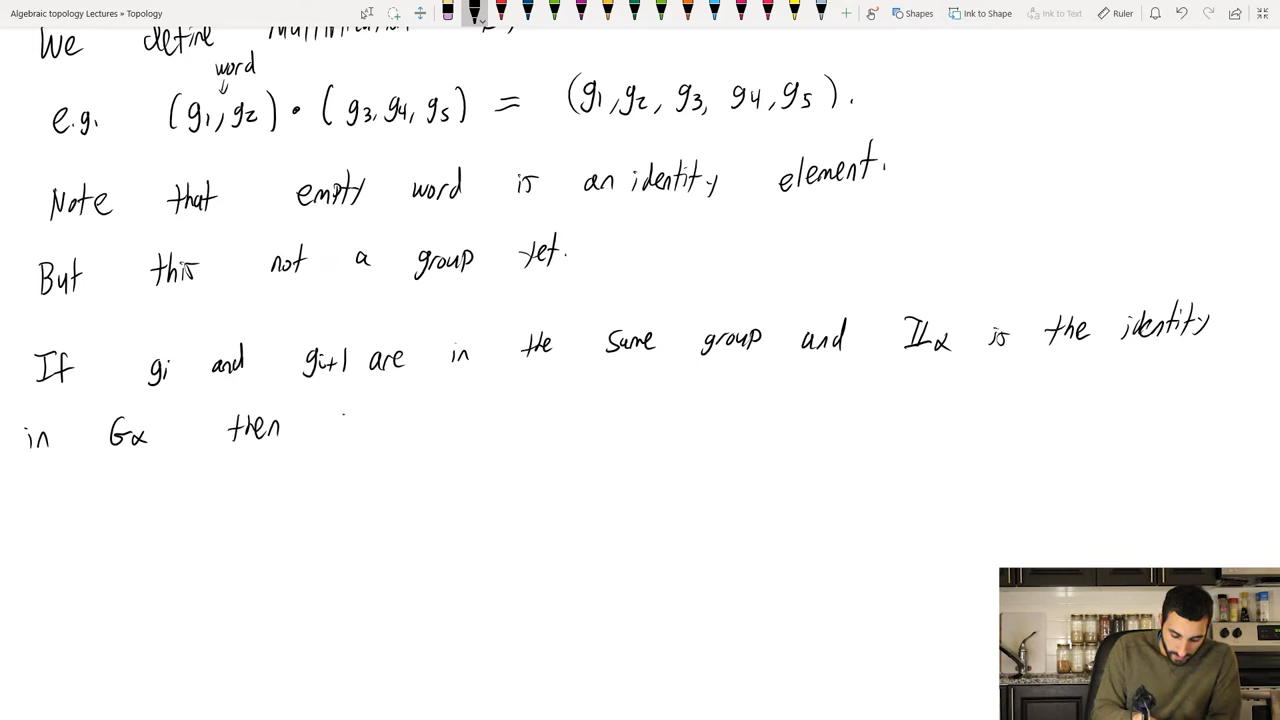 Algebraic topology Lectures = Topology
Shapes
Ink to Shape
Ink to Text
Ruler
We define
word
e.g. (g1, g2) • (g3, g4, g5) = (g1, g2, g3, g4, g5).
Note that empty word is an identity element.
But this not a group yet.
If gi and gi+1 are in the same group and 1α is the identity
in Gα then